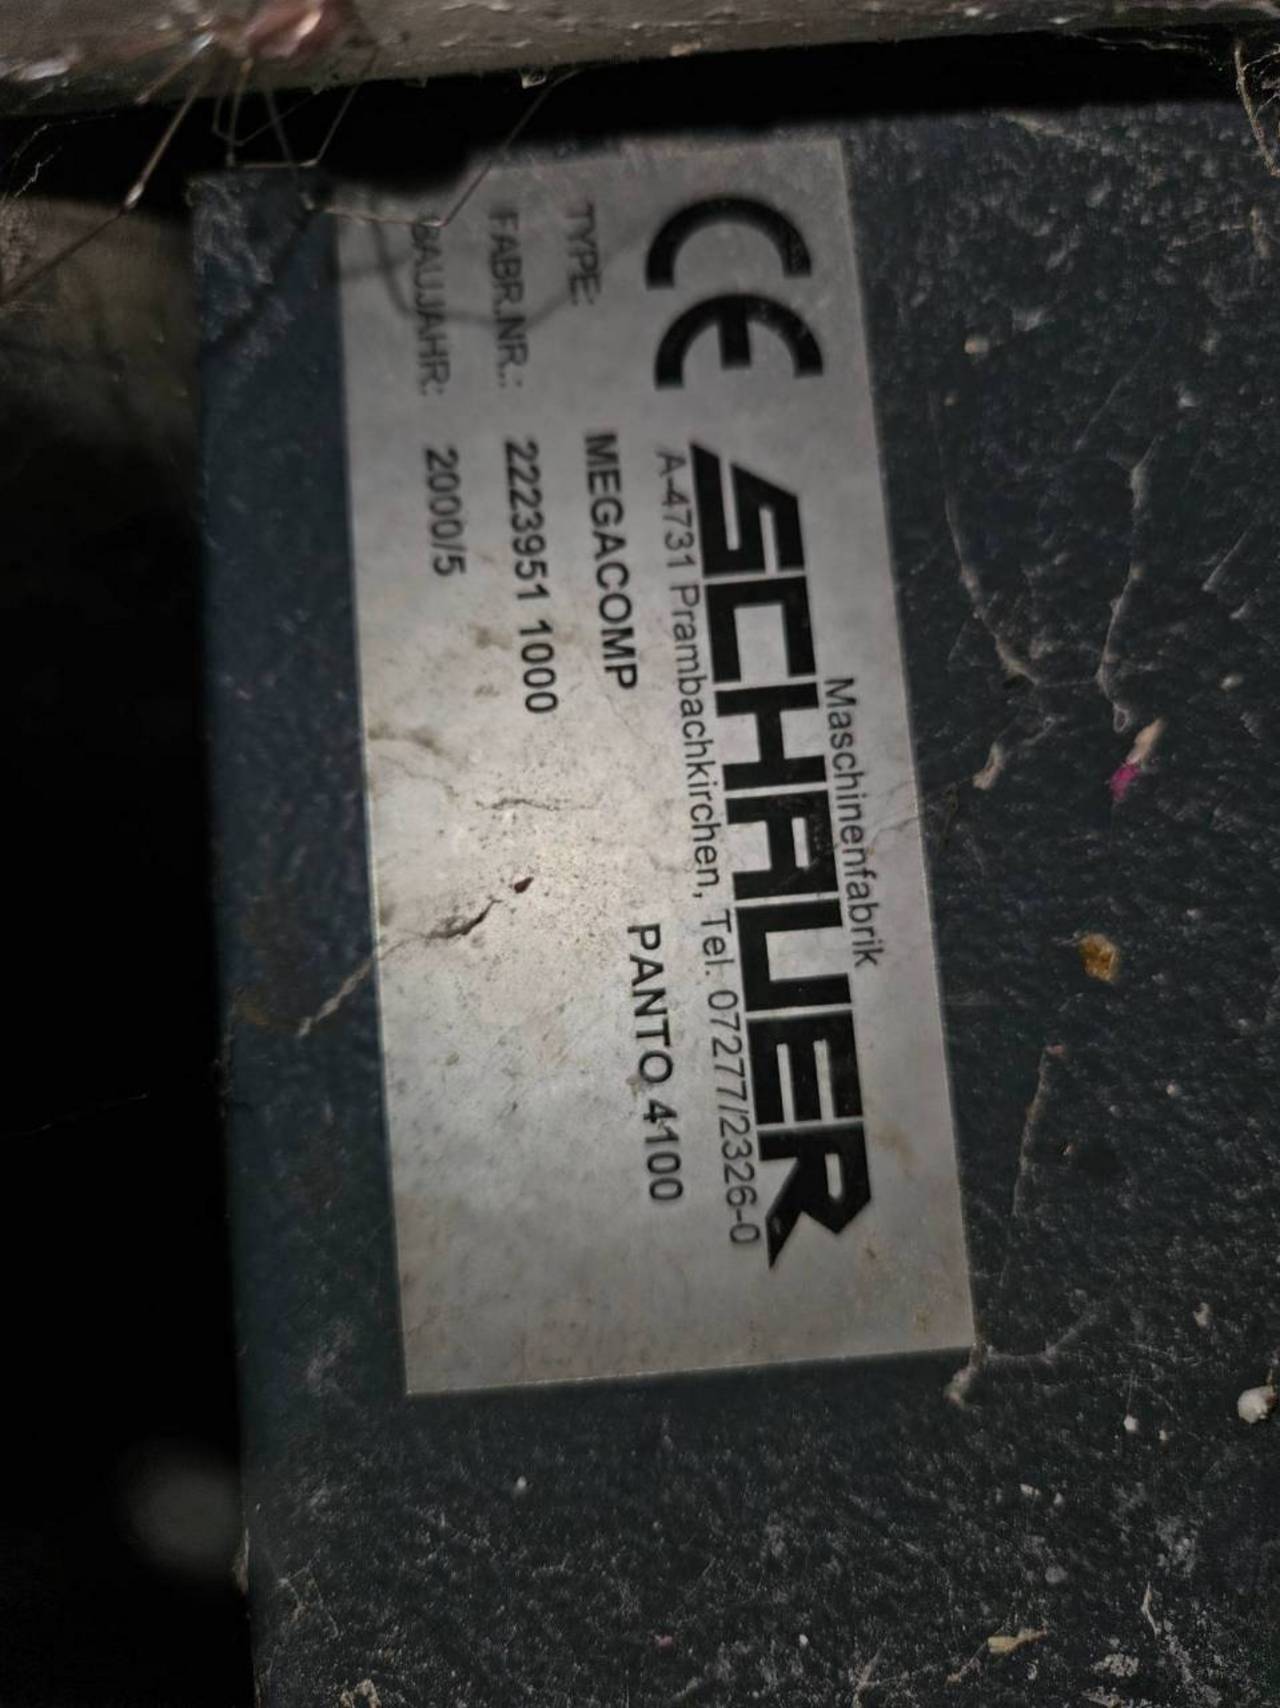 Maschinenfabrik
CE SCHAUER
A-4731 Prambachkirchen, Tel. 07277/2326-0
TYPE: MEGACOMP PANTO 4100
FABR.NR.: 2223951 1000
BAUJAHR: 2000/5